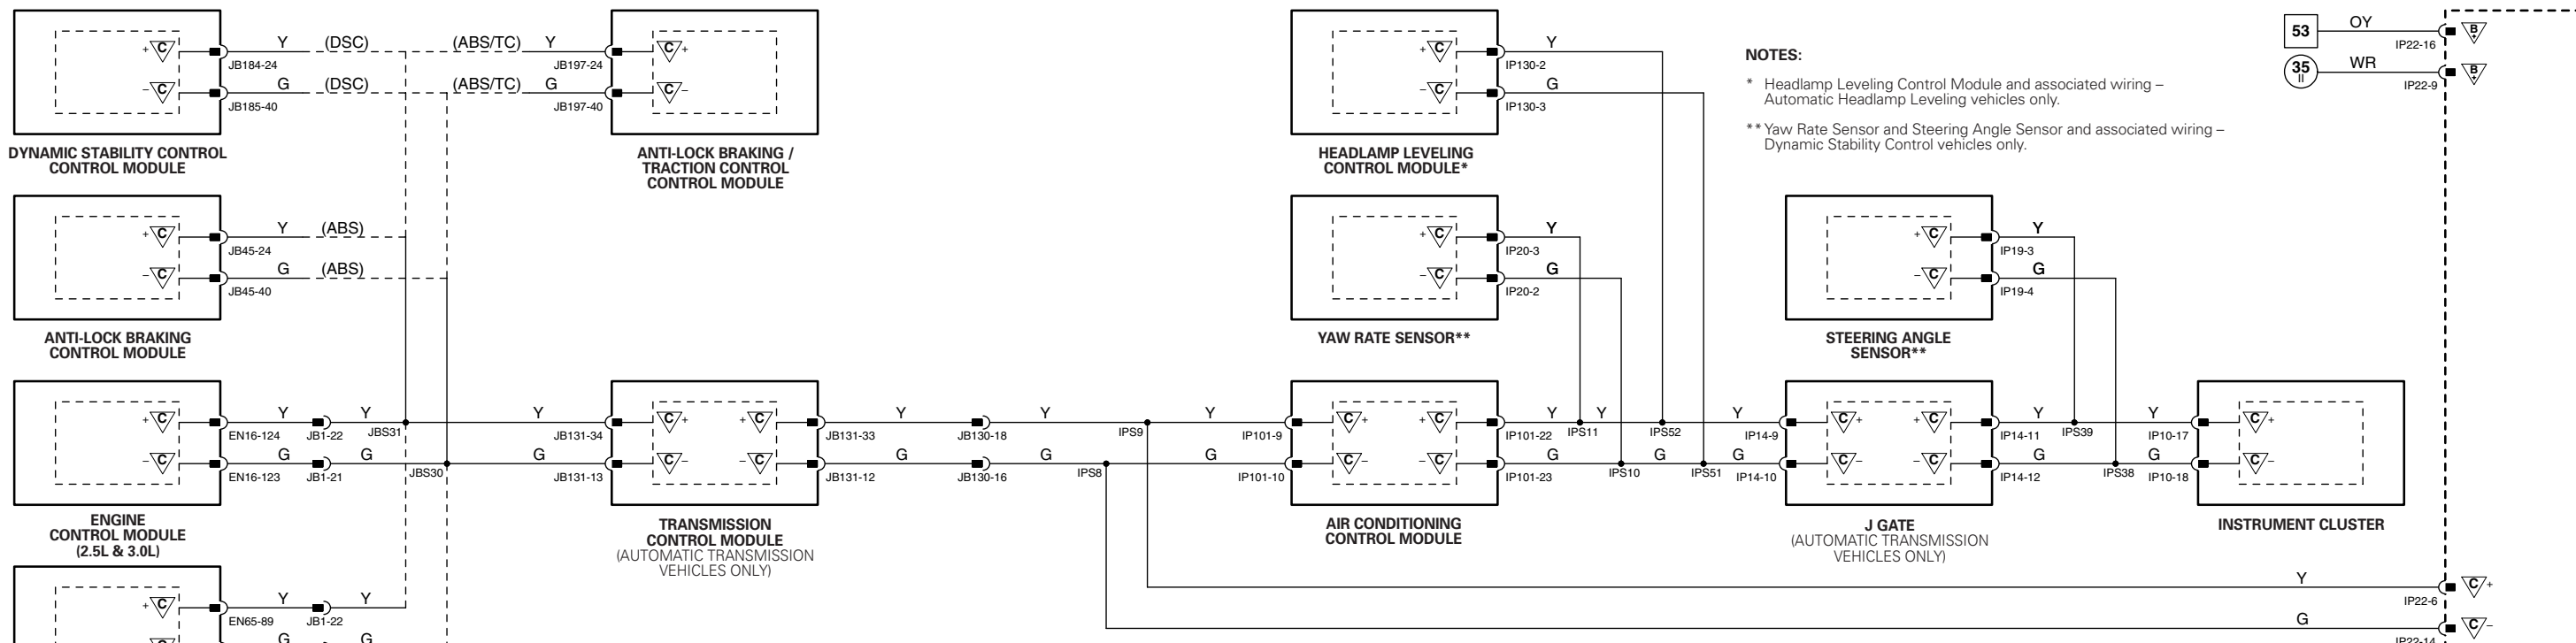 + C
Y
(DSC)
(ABS/TC)
Y
C +
JB184-24
JB197-24
– C
G
(DSC)
(ABS/TC)
G
C –
JB185-40
JB197-40
DYNAMIC STABILITY CONTROL
CONTROL MODULE
ANTI-LOCK BRAKING /
TRACTION CONTROL
CONTROL MODULE
+ C
Y
IP130-2
– C
G
IP130-3
HEADLAMP LEVELING
CONTROL MODULE*
NOTES:
* Headlamp Leveling Control Module and associated wiring –
Automatic Headlamp Leveling vehicles only.
** Yaw Rate Sensor and Steering Angle Sensor and associated wiring –
Dynamic Stability Control vehicles only.
53
OY
IP22-16
B+
35
II
WR
IP22-9
B+
+ C
Y
(ABS)
JB45-24
– C
G
(ABS)
JB45-40
ANTI-LOCK BRAKING
CONTROL MODULE
+ C
Y
IP20-3
– C
G
IP20-2
YAW RATE SENSOR**
+ C
Y
IP19-3
– C
G
IP19-4
STEERING ANGLE
SENSOR**
+ C
Y
Y
Y
C +
+ C
Y
Y
Y
C +
+ C
Y
Y
Y
C +
+ C
Y
Y
C +
EN16-124
JB1-22
JBS31
JB131-34
JB131-33
JB130-18
IPS9
IP101-9
IP101-22
IPS11
IPS52
IP14-9
IP14-11
IPS39
IP10-17
– C
G
G
G
C –
– C
G
G
G
C –
– C
G
G
G
C –
– C
G
G
C –
EN16-123
JB1-21
JBS30
JB131-13
JB131-12
JB130-16
IPS8
IP101-10
IP101-23
IPS10
IPS51
IP14-10
IP14-12
IPS38
IP10-18
ENGINE
CONTROL MODULE
(2.5L & 3.0L)
TRANSMISSION
CONTROL MODULE
(AUTOMATIC TRANSMISSION
VEHICLES ONLY)
AIR CONDITIONING
CONTROL MODULE
J GATE
(AUTOMATIC TRANSMISSION
VEHICLES ONLY)
INSTRUMENT CLUSTER
+ C
Y
Y
EN65-89
JB1-22
G
G
Y
C +
IP22-6
G
C –
IP22-14